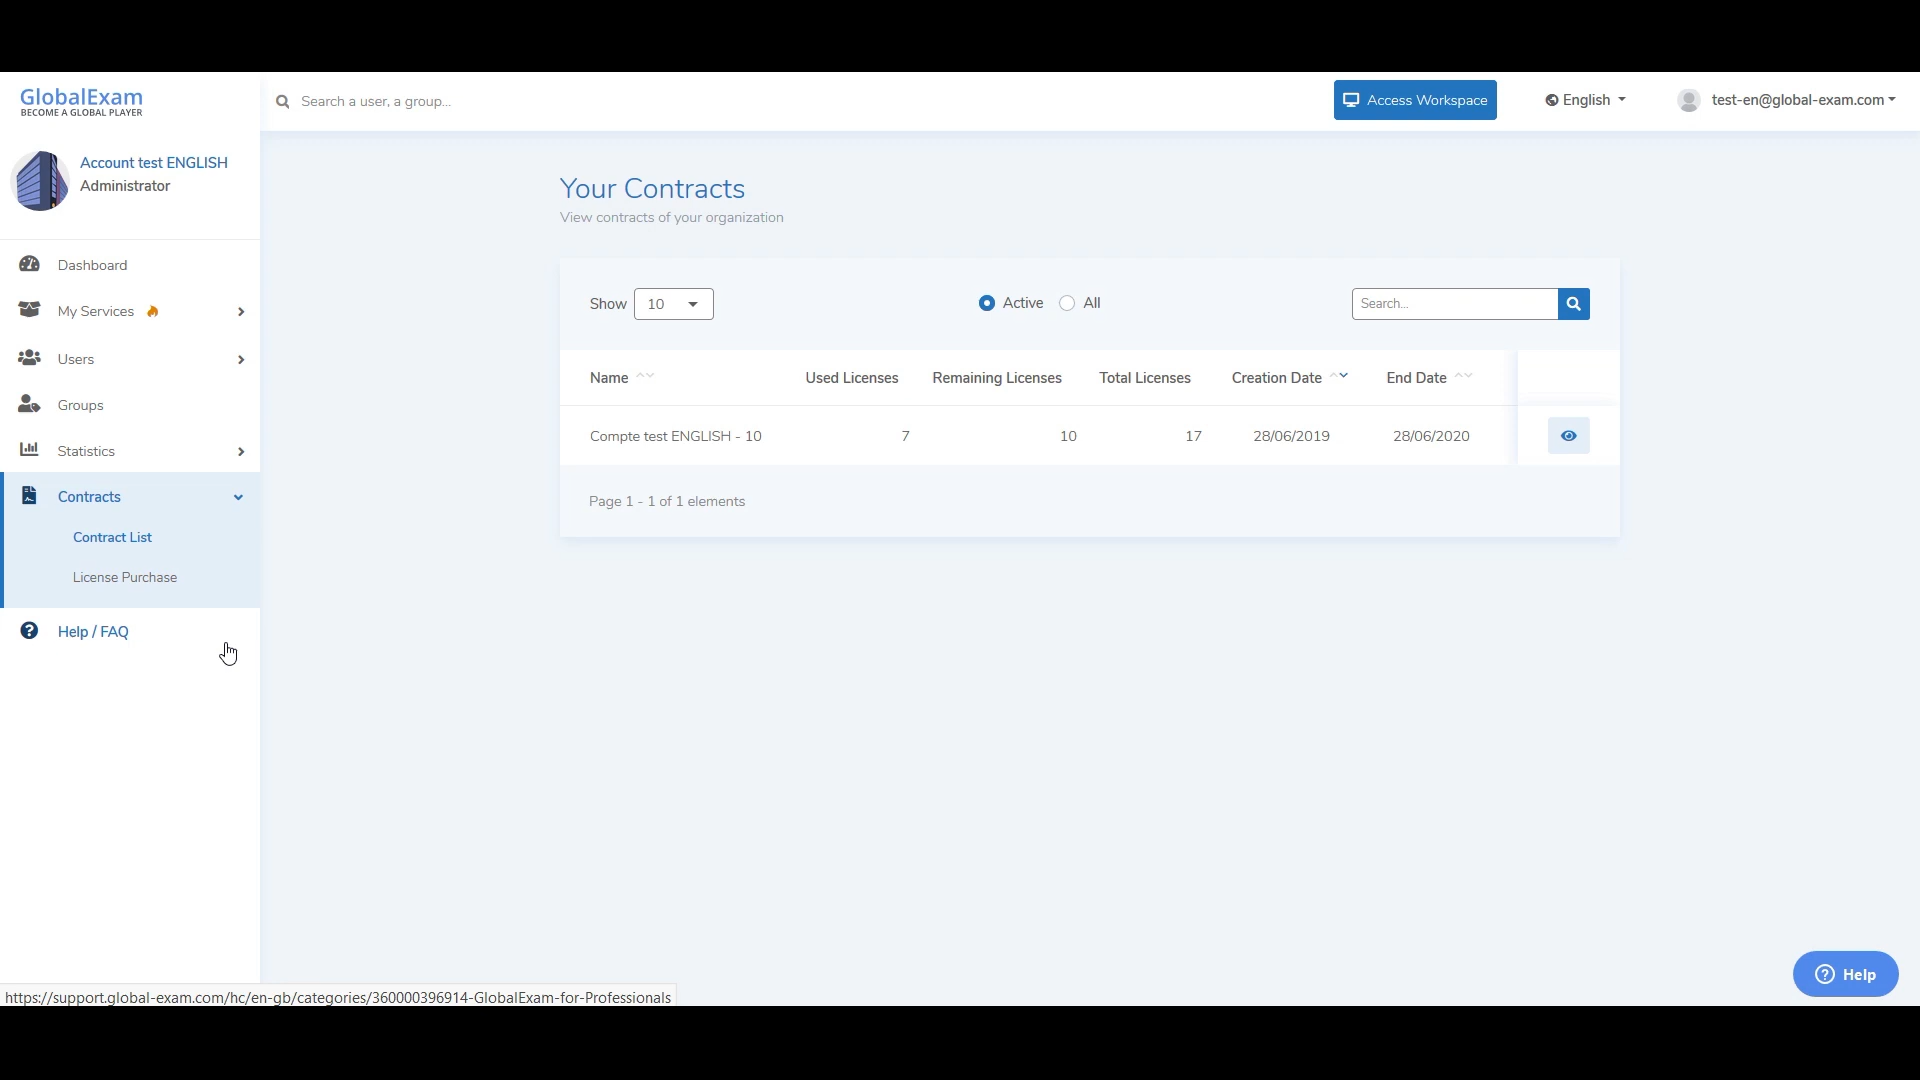 GlobalExam
BECOME A GLOBAL PLAYER
Search a user, a group...
Access Workspace
English
test-en@global-exam.com
Account test ENGLISH
Administrator
Dashboard
My Services
Users
Groups
Statistics
Contracts
Contract List
License Purchase
Help / FAQ
Your Contracts
View contracts of your organization
Show 10
Active All
Search...
Name Used Licenses Remaining Licenses Total Licenses Creation Date End Date
Compte test ENGLISH - 10 7 10 17 28/06/2019 28/06/2020
Page 1 - 1 of 1 elements
Help
https://support.global-exam.com/hc/en-gb/categories/360000396914-GlobalExam-for-Professionals